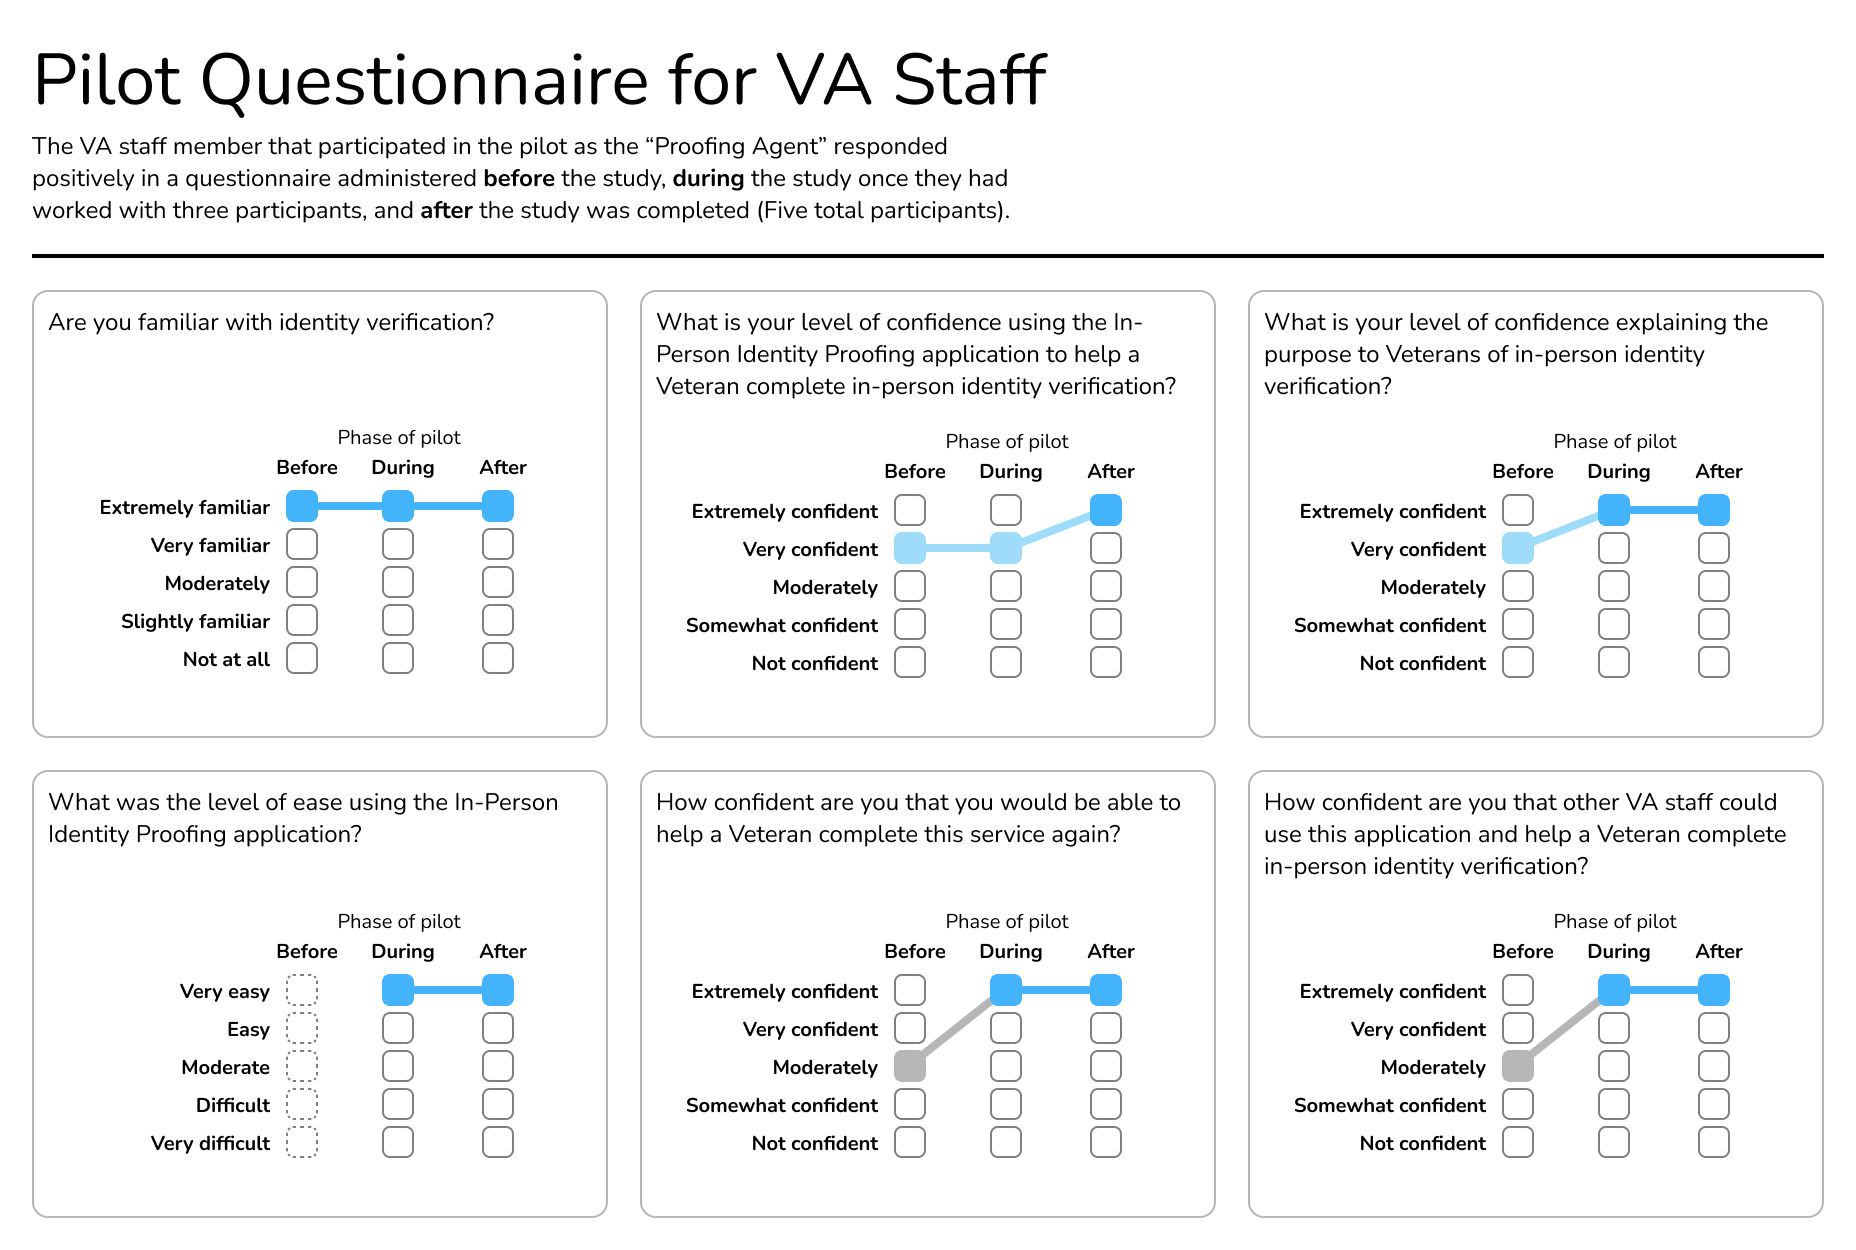 Pilot Questionnaire for VA Staff
The VA staff member that participated in the pilot as the “Proofing Agent” responded
positively in a questionnaire administered before the study, during the study once they had
worked with three participants, and after the study was completed (Five total participants).
Are you familiar with identity verification?
Phase of pilot
Before During After
Extremely familiar
Very familiar
Moderately
Slightly familiar
Not at all
What is your level of confidence using the In-
Person Identity Proofing application to help a
Veteran complete in-person identity verification?
Phase of pilot
Before During After
Extremely confident
Very confident
Moderately
Somewhat confident
Not confident
What is your level of confidence explaining the
purpose to Veterans of in-person identity
verification?
Phase of pilot
Before During After
Extremely confident
Very confident
Moderately
Somewhat confident
Not confident
What was the level of ease using the In-Person
Identity Proofing application?
Phase of pilot
Before During After
Very easy
Easy
Moderate
Difficult
Very difficult
How confident are you that you would be able to
help a Veteran complete this service again?
Phase of pilot
Before During After
Extremely confident
Very confident
Moderately
Somewhat confident
Not confident
How confident are you that other VA staff could
use this application and help a Veteran complete
in-person identity verification?
Phase of pilot
Before During After
Extremely confident
Very confident
Moderately
Somewhat confident
Not confident